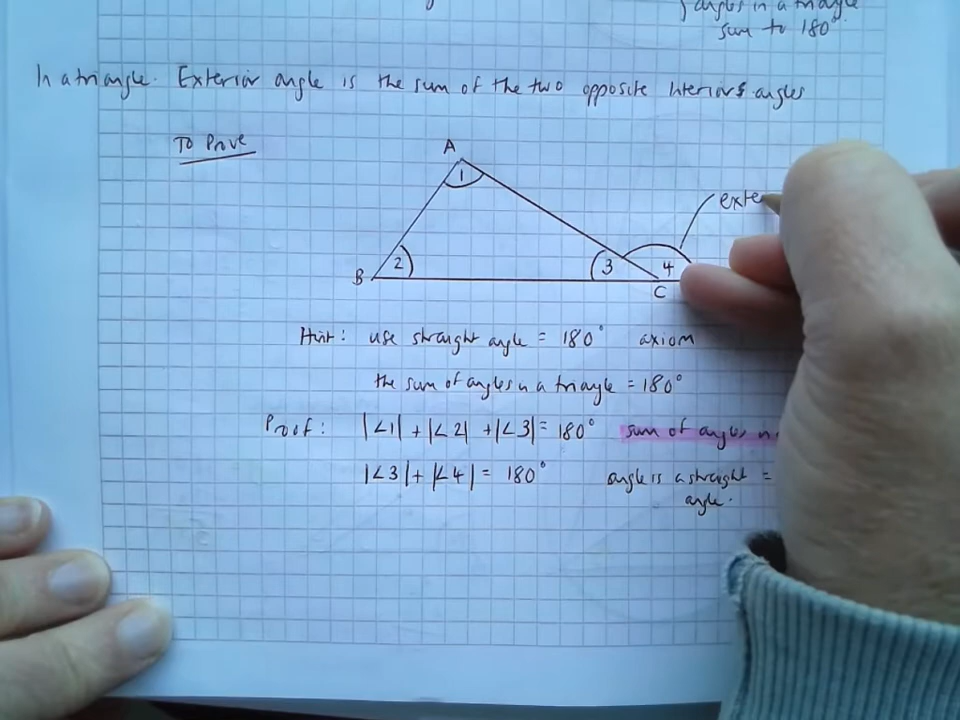 angles in a triangle
sum to 180°
In a triangle. Exterior angle is the sum of the two opposite interior angles
To Prove
A
1
exte
B
2
3
4
C
Hint: use straight angle = 180° axiom
the sum of angles in a triangle = 180°
Proof: |∠1| + |∠2| + |∠3| = 180° sum of angles in
|∠3| + |∠4| = 180° angle is a straight =
angle.